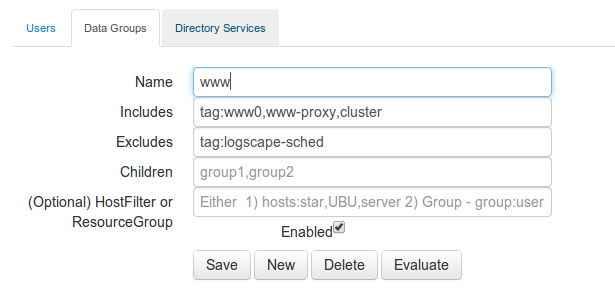 Users Data Groups Directory Services
Name www
Includes tag:www0,www-proxy,cluster
Excludes tag:logscape-sched
Children group1,group2
(Optional) HostFilter or Either 1) hosts:star,UBU,server 2) Group - group:user
ResourceGroup
Enabled
Save New Delete Evaluate